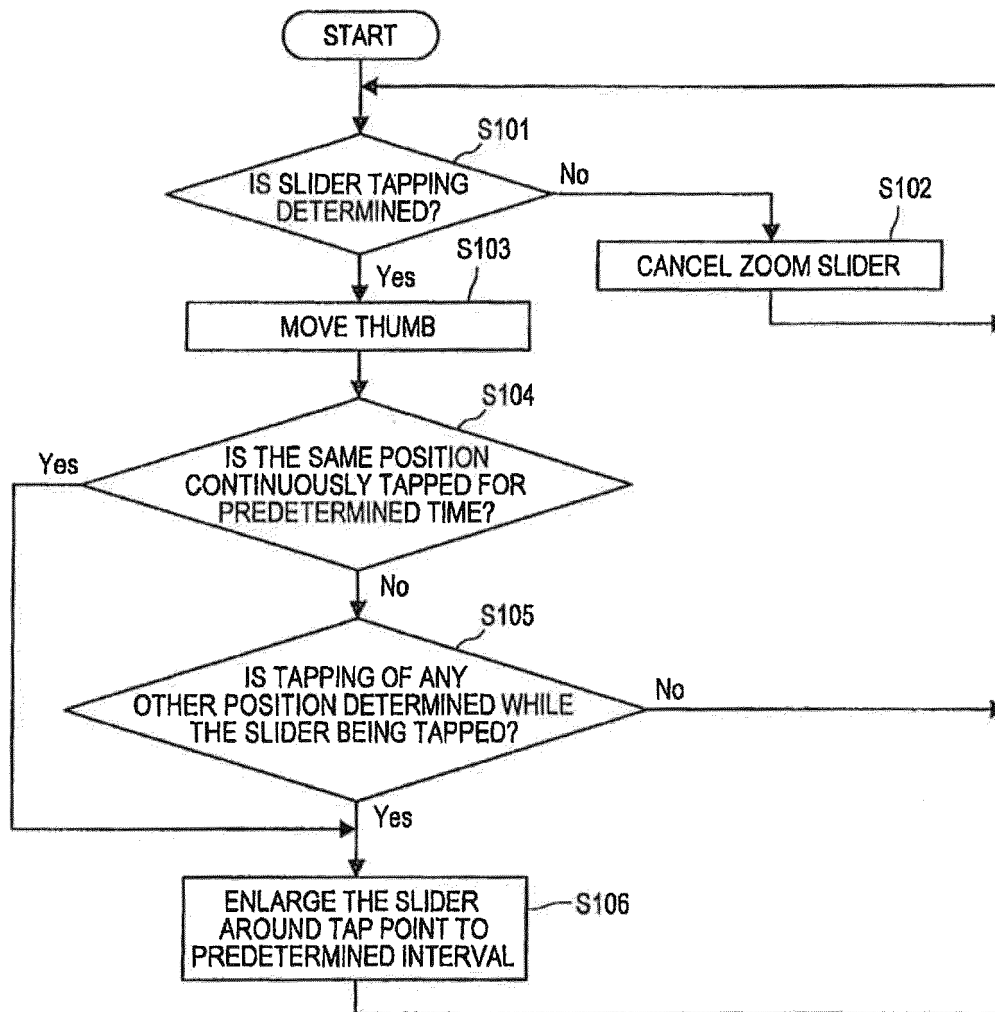 START
S101
IS SLIDER TAPPING
DETERMINED?
No
S102
CANCEL ZOOM SLIDER
Yes
S103
MOVE THUMB
S104
Yes
IS THE SAME POSITION
CONTINUOUSLY TAPPED FOR
PREDETERMINED TIME?
No
S105
IS TAPPING OF ANY
OTHER POSITION DETERMINED WHILE
THE SLIDER BEING TAPPED?
No
Yes
ENLARGE THE SLIDER
AROUND TAP POINT TO
PREDETERMINED INTERVAL
S106